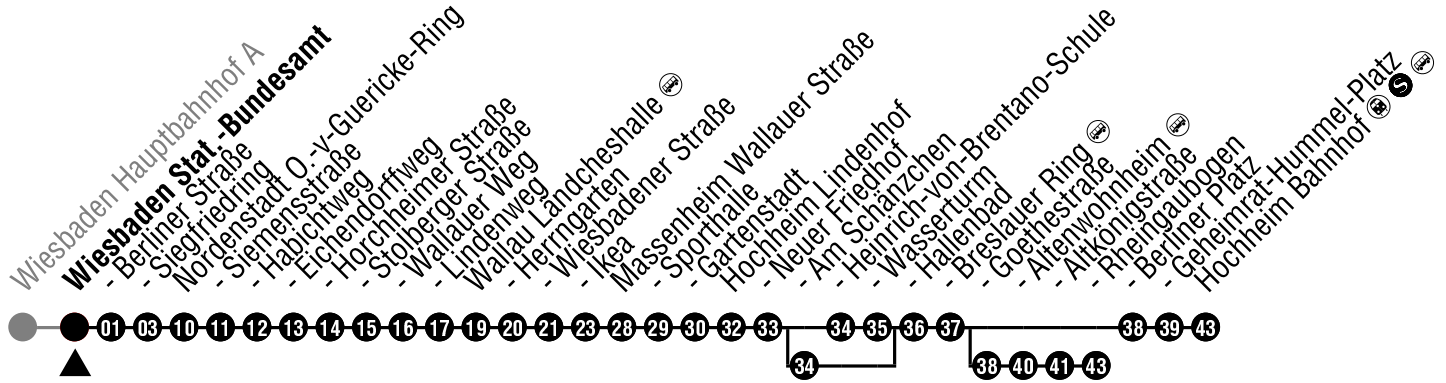 Wiesbaden Hauptbahnhof A
Wiesbaden Stat.-Bundesamt
- Berliner Straße
- Siegfriedring
Nordenstadt O.-v-Guericke-Ring
- Siemensstraße
- Habichtweg
- Eichendorffweg
- Horchheimer Straße
- Stolberger Straße
- Wallauer Weg
- Lindenweg
Wallau Ländcheshalle
- Herrngarten
- Wiesbadener Straße
- Ikea
Massenheim Wallauer Straße
- Sporthalle
- Gartenstadt
Hochheim Lindenhof
- Neuer Friedhof
- Am Schänzchen
- Heinrich-von-Brentano-Schule
- Wasserturm
- Hallenbad
- Breslauer Ring
- Goethestraße
- Altenwohnheim
- Altkönigstraße
- Rheingaubogen
- Berliner Platz
- Geheimrat-Hummel-Platz
Hochheim Bahnhof S
01 03 10 11 12 13 14 15 16 17 19 20 21 23 28 29 30 32 33 34 35 36 37 38 39 43
34 38 40 41 43